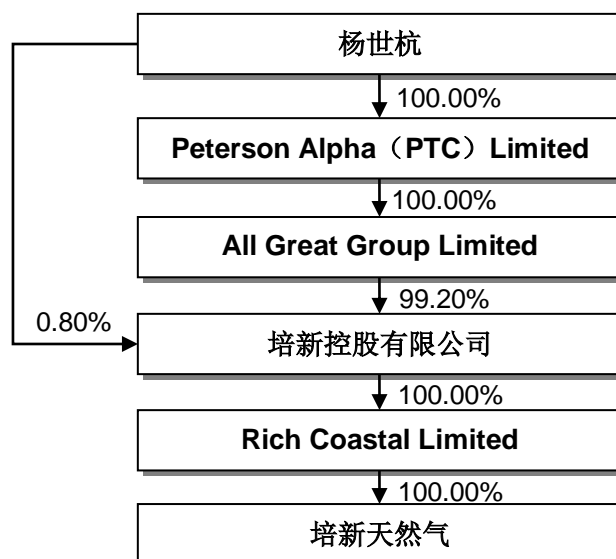 杨世杭
100.00%
Peterson Alpha（PTC）Limited
100.00%
All Great Group Limited
99.20%
0.80%
培新控股有限公司
100.00%
Rich Coastal Limited
100.00%
培新天然气